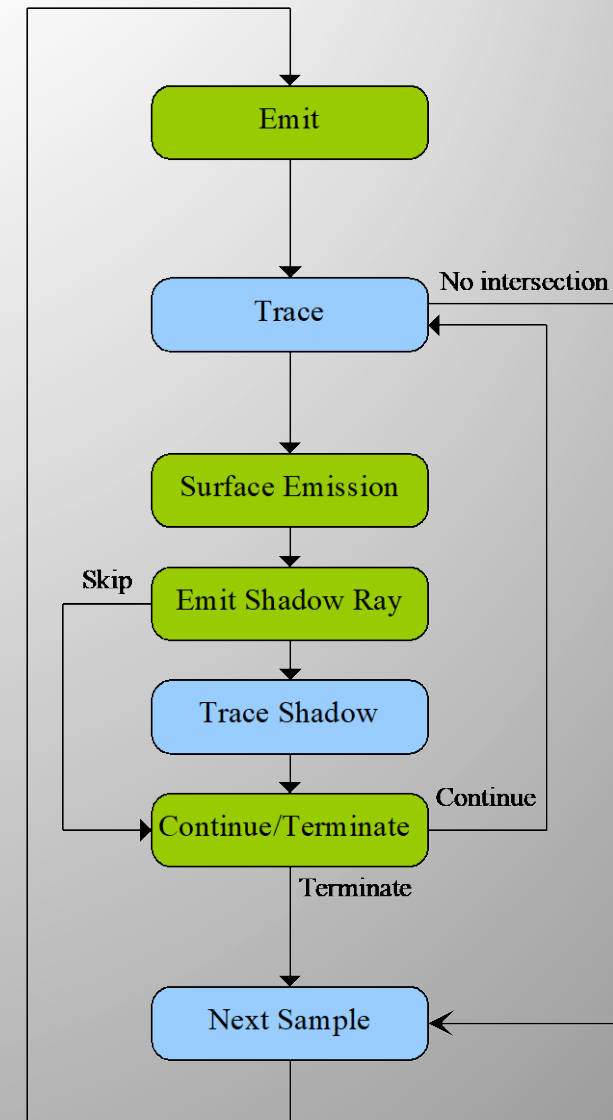 Emit
No intersection
Trace
Surface Emission
Skip
Emit Shadow Ray
Trace Shadow
Continue
Continue/Terminate
Terminate
Next Sample